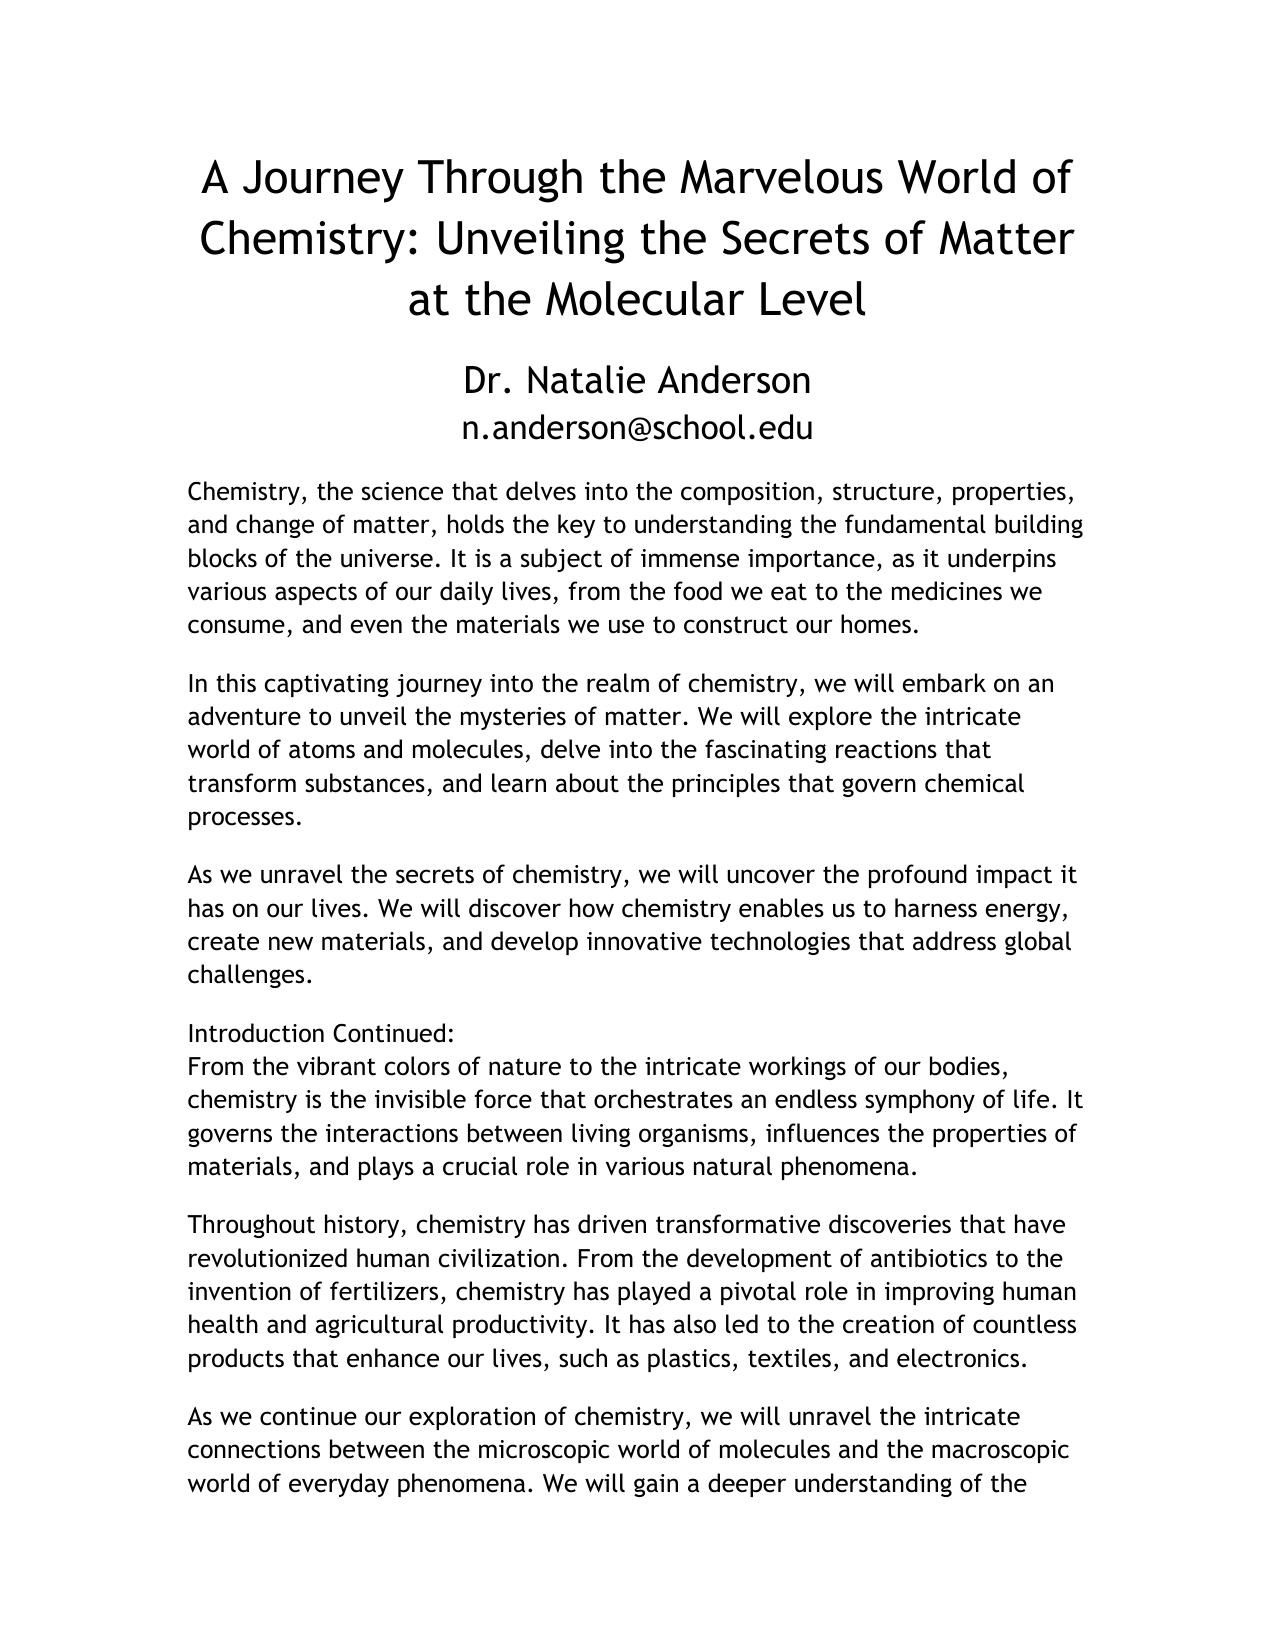 A Journey Through the Marvelous World of
Chemistry: Unveiling the Secrets of Matter
at the Molecular Level
Dr. Natalie Anderson
n.anderson@school.edu
Chemistry, the science that delves into the composition, structure, properties,
and change of matter, holds the key to understanding the fundamental building
blocks of the universe. It is a subject of immense importance, as it underpins
various aspects of our daily lives, from the food we eat to the medicines we
consume, and even the materials we use to construct our homes.
In this captivating journey into the realm of chemistry, we will embark on an
adventure to unveil the mysteries of matter. We will explore the intricate
world of atoms and molecules, delve into the fascinating reactions that
transform substances, and learn about the principles that govern chemical
processes.
As we unravel the secrets of chemistry, we will uncover the profound impact it
has on our lives. We will discover how chemistry enables us to harness energy,
create new materials, and develop innovative technologies that address global
challenges.
Introduction Continued:
From the vibrant colors of nature to the intricate workings of our bodies,
chemistry is the invisible force that orchestrates an endless symphony of life. It
governs the interactions between living organisms, influences the properties of
materials, and plays a crucial role in various natural phenomena.
Throughout history, chemistry has driven transformative discoveries that have
revolutionized human civilization. From the development of antibiotics to the
invention of fertilizers, chemistry has played a pivotal role in improving human
health and agricultural productivity. It has also led to the creation of countless
products that enhance our lives, such as plastics, textiles, and electronics.
As we continue our exploration of chemistry, we will unravel the intricate
connections between the microscopic world of molecules and the macroscopic
world of everyday phenomena. We will gain a deeper understanding of the